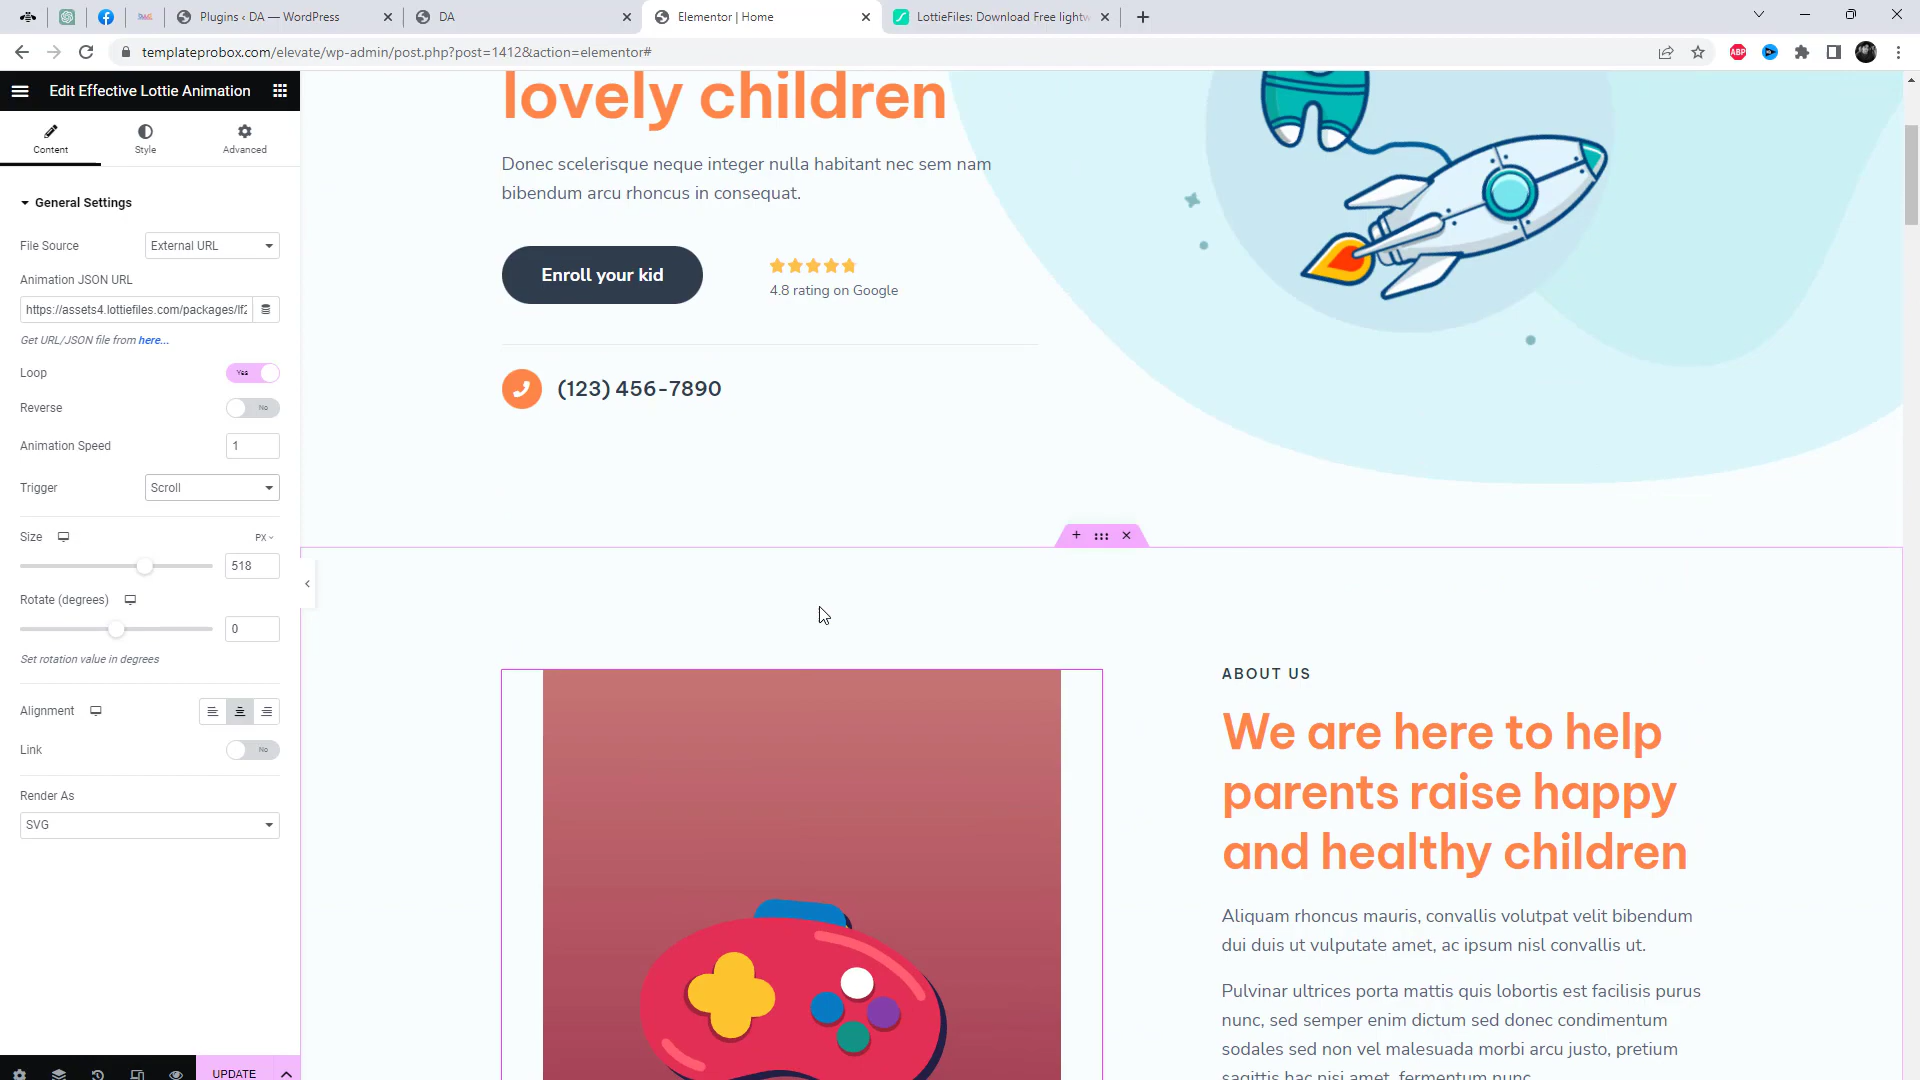 Plugins ‹ DA — WordPress
DA
Elementor | Home
LottieFiles: Download Free lightw
templateprobox.com/elevate/wp-admin/post.php?post=1412&action=elementor#
ABP
Edit Effective Lottie Animation
Content
Style
Advanced
General Settings
File Source
External URL
Animation JSON URL
https://assets4.lottiefiles.com/packages/lf2
Get URL/JSON file from here...
Loop
Yes
Reverse
No
Animation Speed
1
Trigger
Scroll
Size
PX
518
Rotate (degrees)
0
Set rotation value in degrees
Alignment
Link
No
Render As
SVG
UPDATE
lovely children
Donec scelerisque neque integer nulla habitant nec sem nam
bibendum arcu rhoncus in consequat.
Enroll your kid
4.8 rating on Google
(123) 456-7890
ABOUT US
We are here to help
parents raise happy
and healthy children
Aliquam rhoncus mauris, convallis volutpat velit bibendum
dui duis ut vulputate amet, ac ipsum nisl convallis ut.
Pulvinar ultrices porta mattis quis lobortis est facilisis purus
nunc, sed semper enim dictum sed donec condimentum
sodales sed non vel malesuada morbi arcu justo, pretium
sagittis hac nisi amet, fermentum nunc.